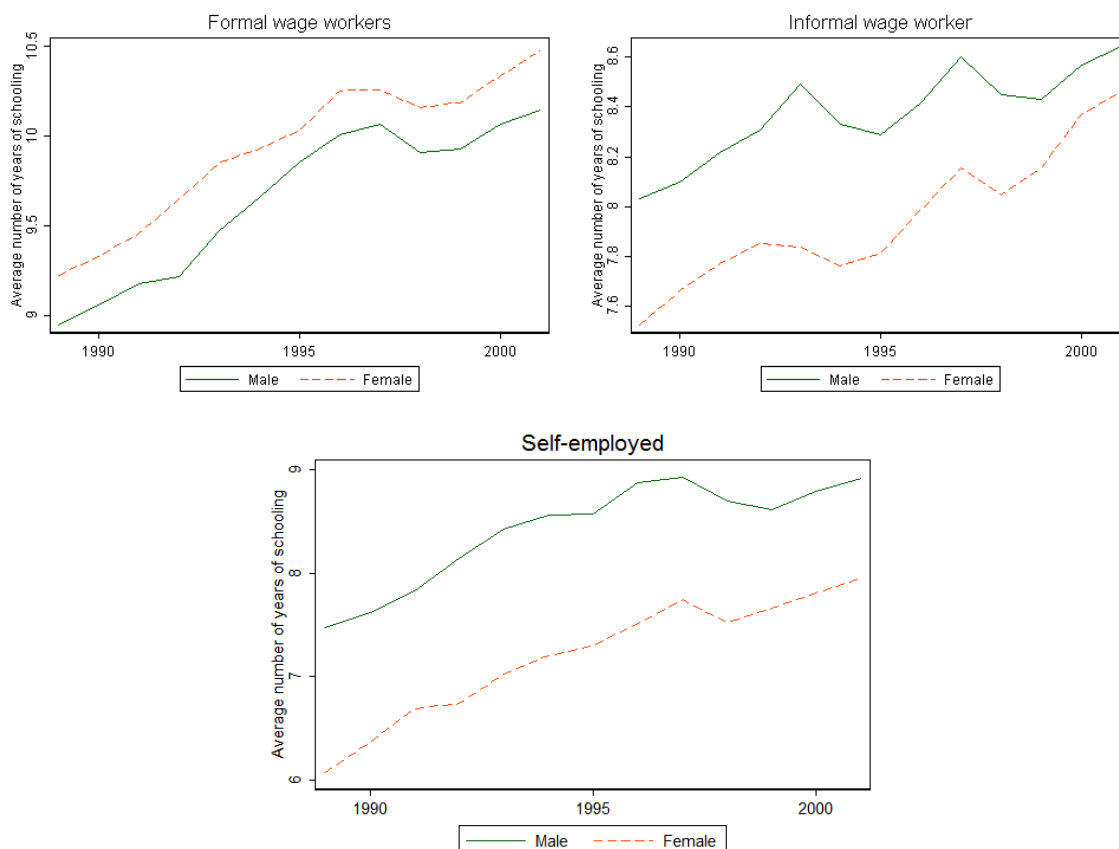 Formal wage workers
Average number of years of schooling
10.5
10
9.5
9
1990 1995 2000
Male Female
Informal wage worker
Average number of years of schooling
8.6
8.4
8.2
8
7.8
7.6
1990 1995 2000
Male Female
Self-employed
Average number of years of schooling
9
8
7
6
1990 1995 2000
Male Female